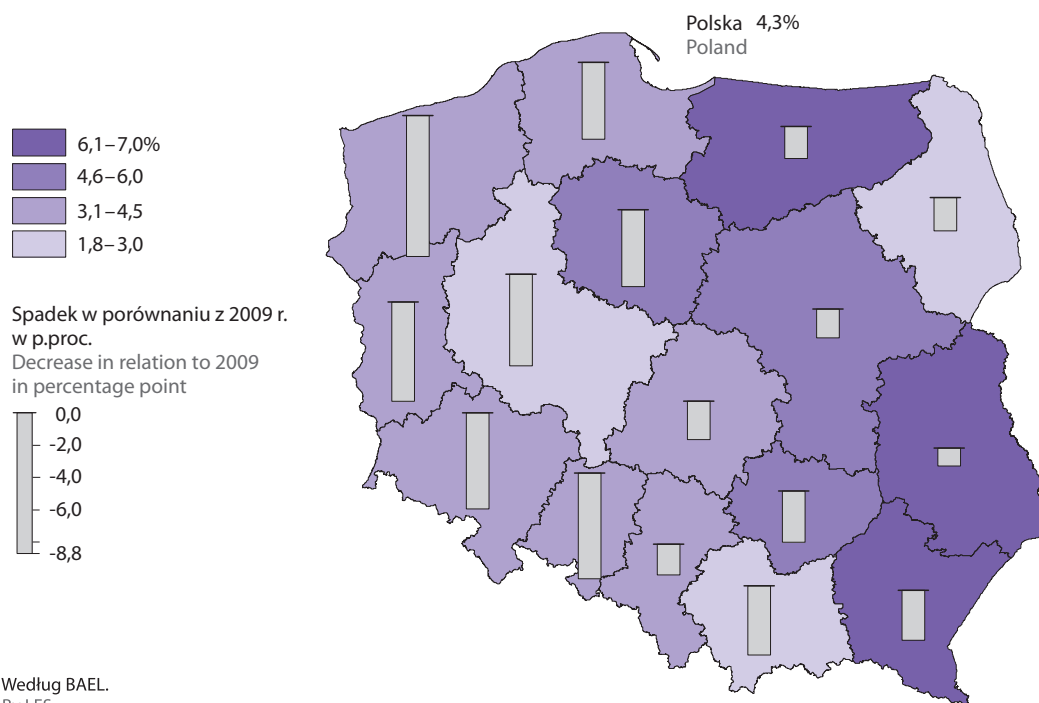 Polska 4,3%
Poland
6,1–7,0%
4,6–6,0
3,1–4,5
1,8–3,0
Spadek w porównaniu z 2009 r.
w p.proc.
Decrease in relation to 2009
in percentage point
0,0
-2,0
-4,0
-6,0
-8,8
Według BAEL.